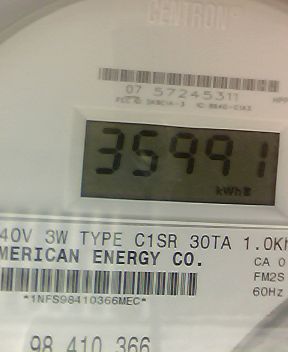 CENTRON®
07 57245311
35991
kWh
40V 3W TYPE C1SR 30TA 1.0Kh
MERICAN ENERGY CO.
CA 0
FM2S
60Hz
*1NFS98410366MEC*
98 410 366